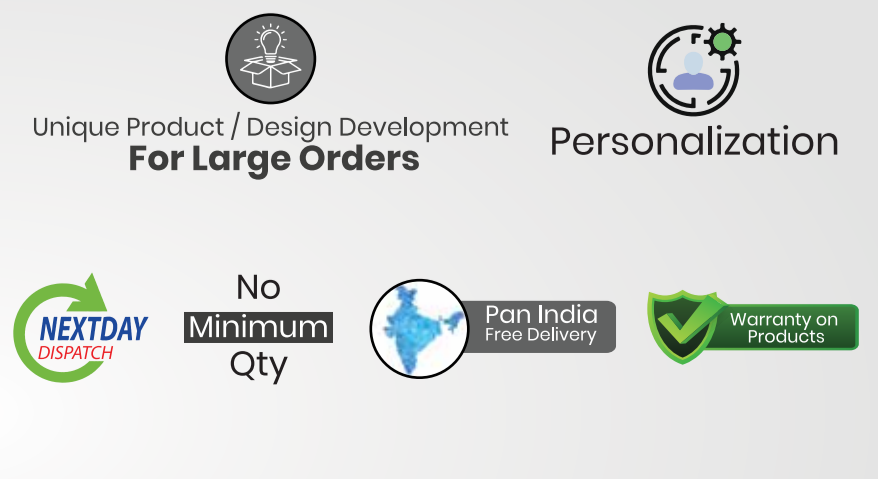 Unique Product / Design Development
For Large Orders
Personalization
NEXTDAY
DISPATCH
No
Minimum
Qty
Pan India
Free Delivery
Warranty on
Products